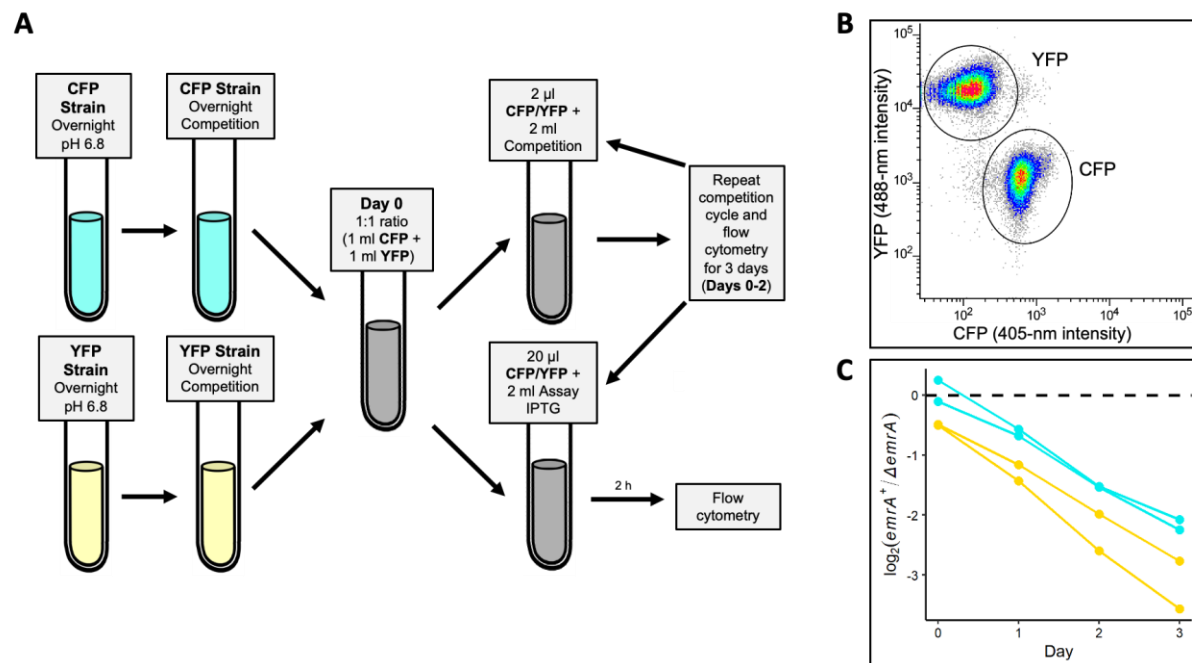 A
CFP
Strain
Overnight
pH 6.8
CFP Strain
Overnight
Competition
YFP
Strain
Overnight
pH 6.8
YFP Strain
Overnight
Competition
Day 0
1:1 ratio
(1 ml CFP +
1 ml YFP)
2 µl
CFP/YFP +
2 ml
Competition
Repeat
competition
cycle and
flow
cytometry
for 3 days
(Days 0-2)
20 µl
CFP/YFP +
2 ml Assay
IPTG
2 h
Flow
cytometry
B
YFP (488-nm intensity)
10⁵
10⁴
10³
10²
YFP
CFP
10² 10³ 10⁴ 10⁵
CFP (405-nm intensity)
C
log₂(emrA⁺ / ΔemrA)
0
-1
-2
-3
0 1 2 3
Day